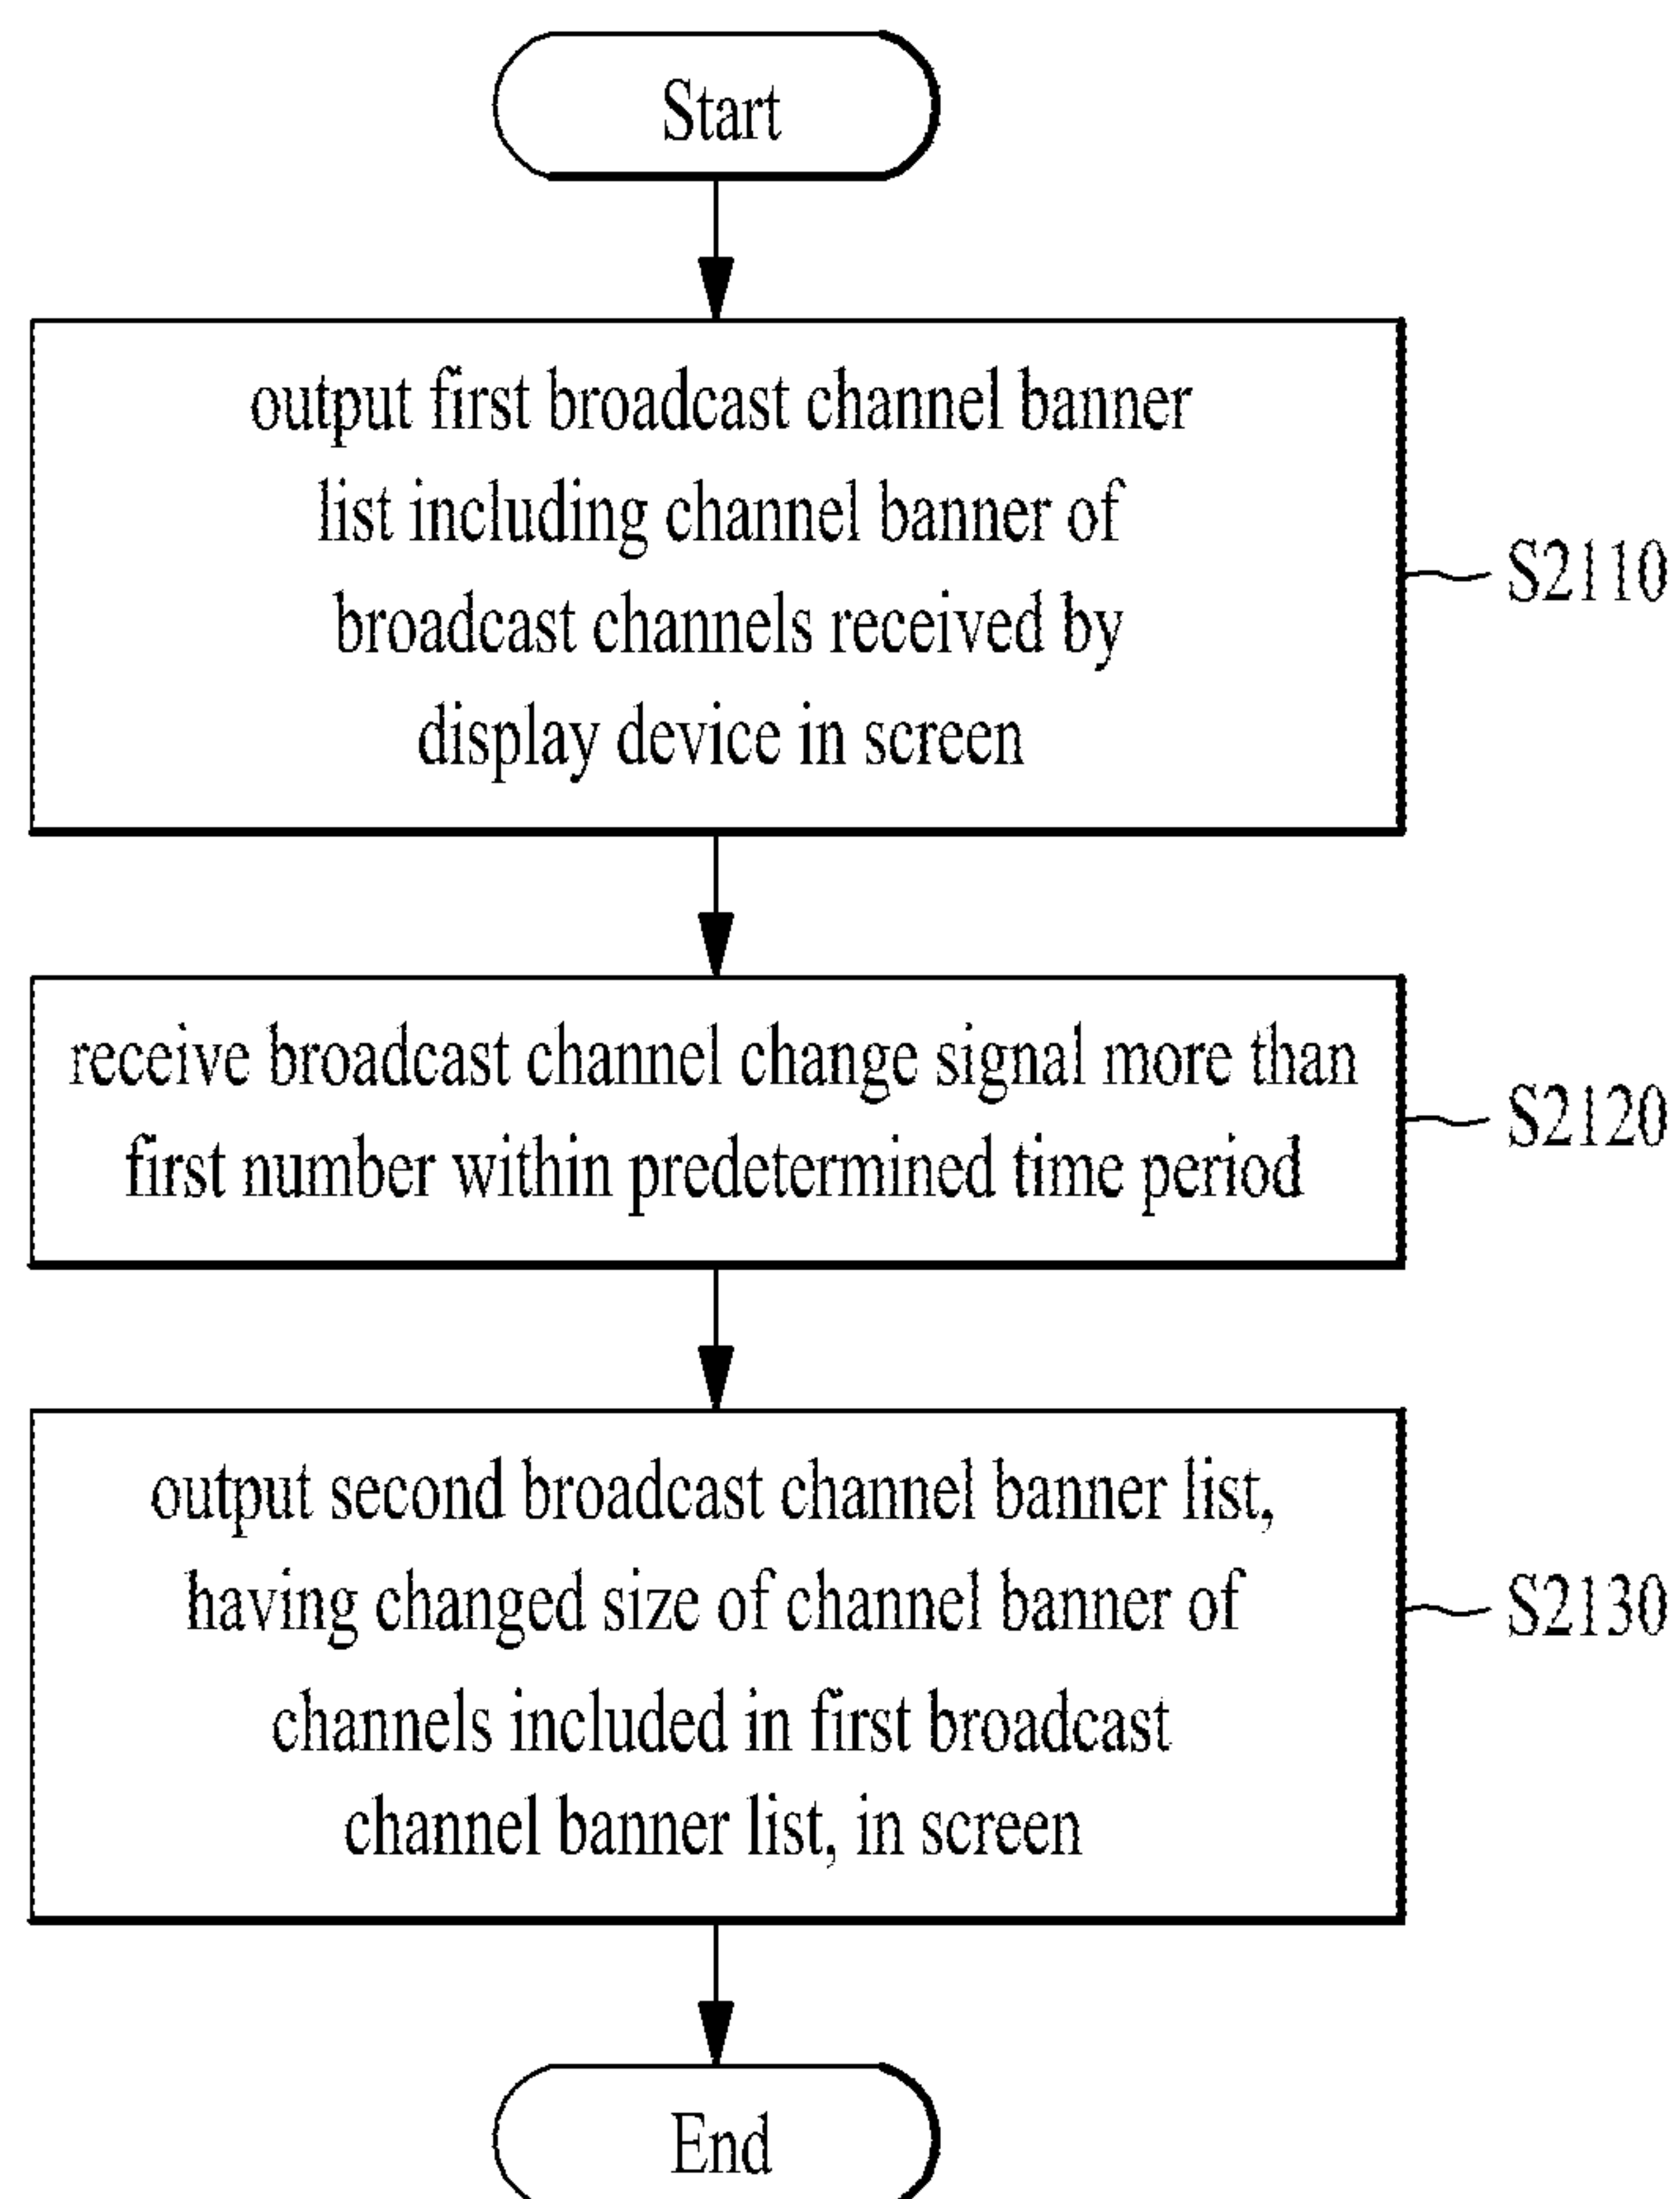 Start
output first broadcast channel banner
list including channel banner of
broadcast channels received by
display device in screen
S2110
receive broadcast channel change signal more than
first number within predetermined time period
S2120
output second broadcast channel banner list,
having changed size of channel banner of
channels included in first broadcast
channel banner list, in screen
S2130
End